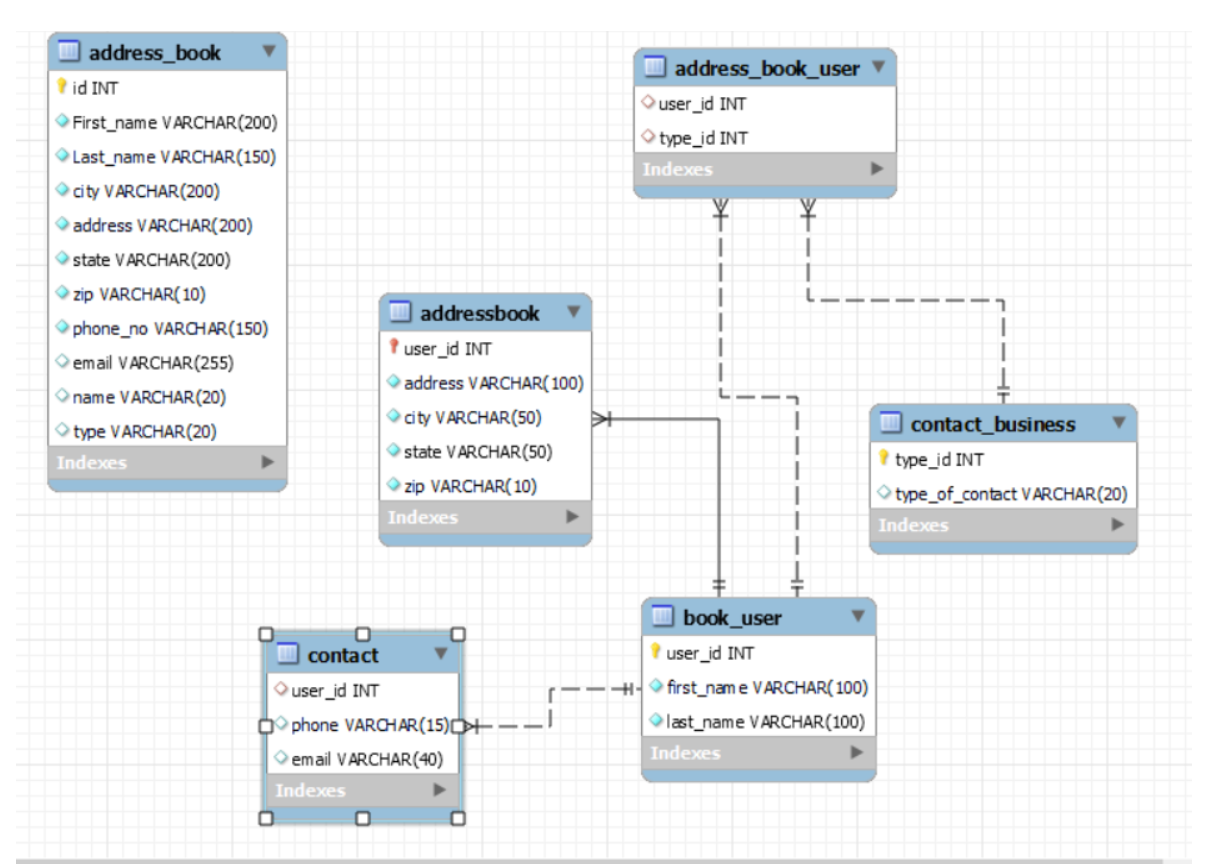 address_book
id INT
First_name VARCHAR(200)
Last_name VARCHAR(150)
city VARCHAR(200)
address VARCHAR(200)
state VARCHAR(200)
zip VARCHAR(10)
phone_no VARCHAR(150)
email VARCHAR(255)
name VARCHAR(20)
type VARCHAR(20)
Indexes
address_book_user
user_id INT
type_id INT
Indexes
addressbook
user_id INT
address VARCHAR(100)
city VARCHAR(50)
state VARCHAR(50)
zip VARCHAR(10)
Indexes
contact_business
type_id INT
type_of_contact VARCHAR(20)
Indexes
book_user
user_id INT
first_name VARCHAR(100)
last_name VARCHAR(100)
Indexes
contact
user_id INT
phone VARCHAR(15)
email VARCHAR(40)
Indexes